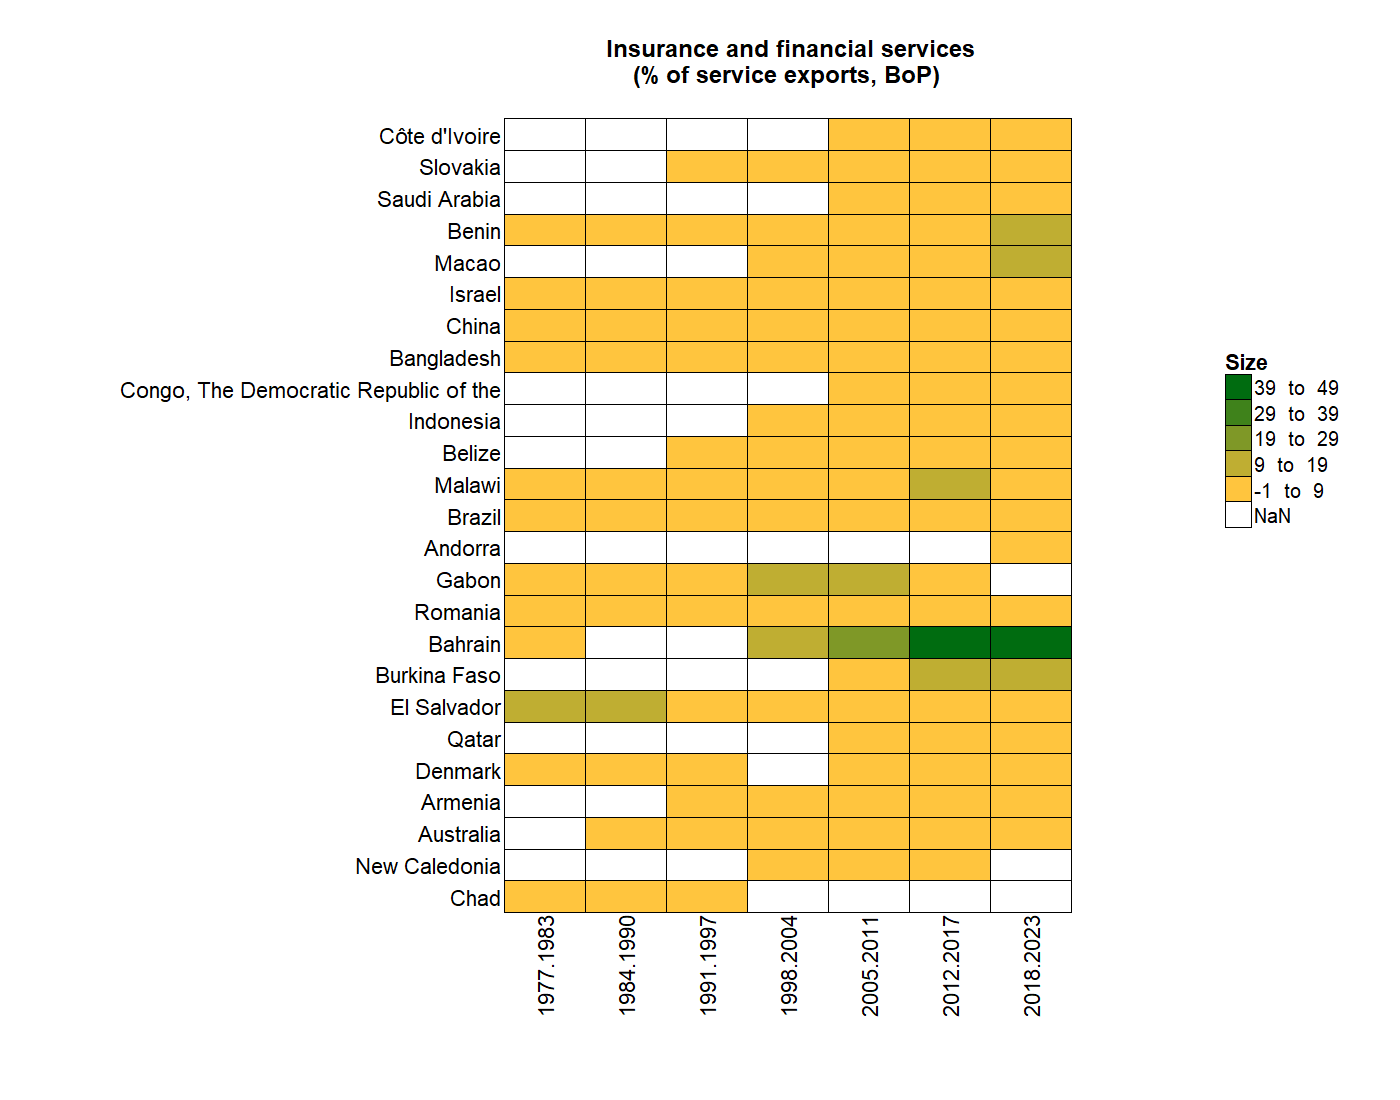 Insurance and financial services
(% of service exports, BoP)
Côte d'Ivoire
Slovakia
Saudi Arabia
Benin
Macao
Israel
China
Bangladesh
Congo, The Democratic Republic of the
Indonesia
Belize
Malawi
Brazil
Andorra
Gabon
Romania
Bahrain
Burkina Faso
El Salvador
Qatar
Denmark
Armenia
Australia
New Caledonia
Chad
1977.1983
1984.1990
1991.1997
1998.2004
2005.2011
2012.2017
2018.2023
Size
39 to 49
29 to 39
19 to 29
9 to 19
-1 to 9
NaN